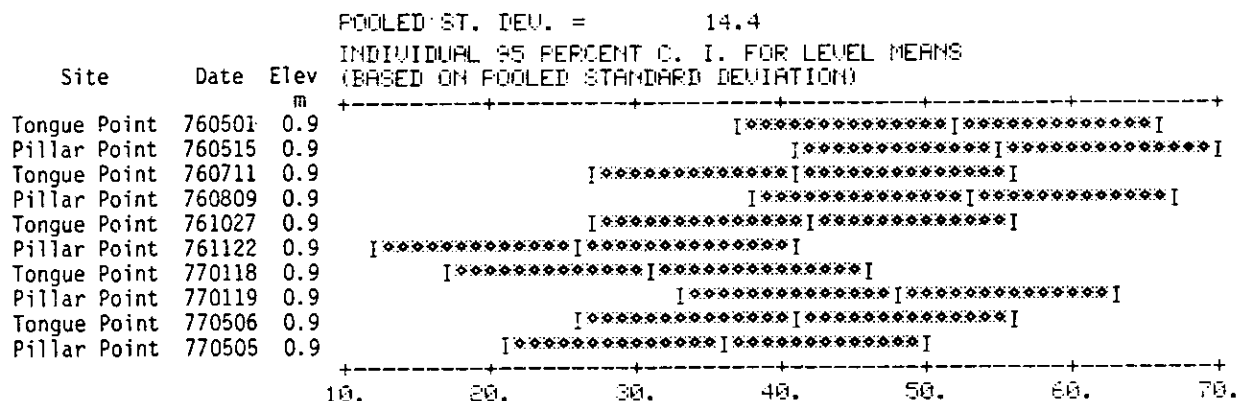 POOLED ST. DEV. = 14.4
INDIVIDUAL 95 PERCENT C. I. FOR LEVEL MEANS
Site Date Elev (BASED ON POOLED STANDARD DEVIATION)
m +---------+---------+---------+---------+---------+---------+
Tongue Point 760501 0.9 I*************I*************I
Pillar Point 760515 0.9 I*************I**************I
Tongue Point 760711 0.9 I*************I**************I
Pillar Point 760809 0.9 I**************I*************I
Tongue Point 761027 0.9 I**************I*************I
Pillar Point 761122 0.9 I*************I**************I
Tongue Point 770118 0.9 I*************I**************I
Pillar Point 770119 0.9 I**************I**************I
Tongue Point 770506 0.9 I**************I**************I
Pillar Point 770505 0.9 I**************I*************I
+---------+---------+---------+---------+---------+---------+
10. 20. 30. 40. 50. 60. 70.